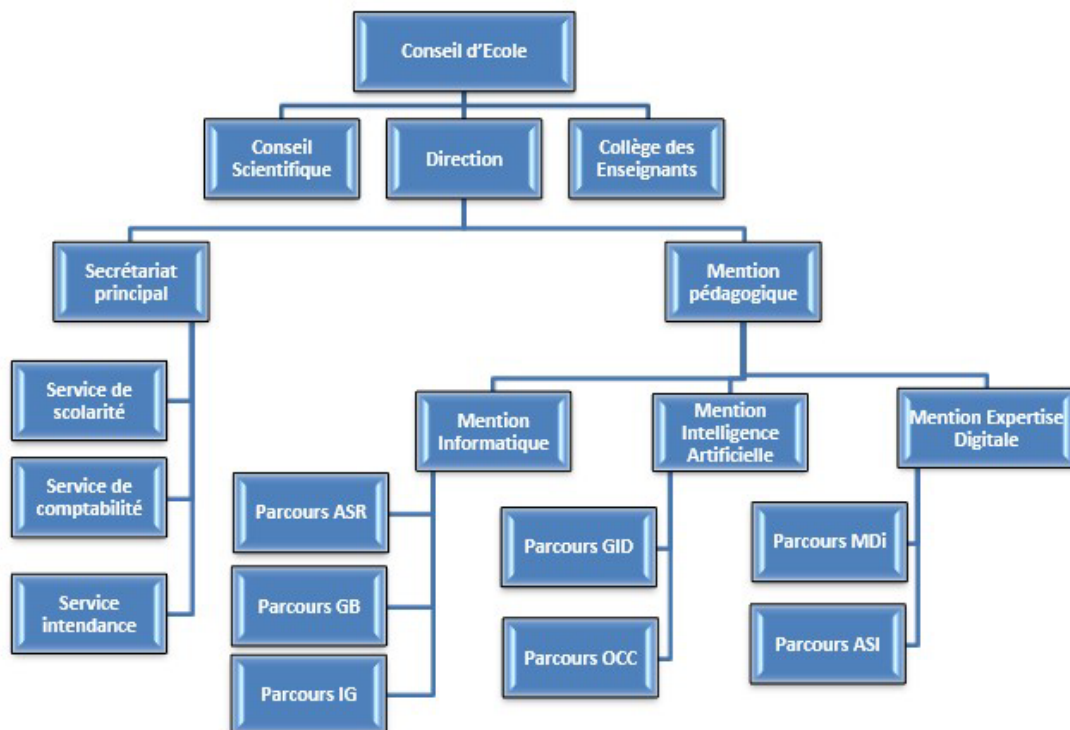 Conseil d'Ecole
Conseil
Scientifique
Direction
Collège des
Enseignants
Secrétariat
principal
Mention
pédagogique
Service de
scolarité
Service de
comptabilité
Service
intendance
Mention
Informatique
Mention
Intelligence
Artificielle
Mention Expertise
Digitale
Parcours ASR
Parcours GB
Parcours IG
Parcours GID
Parcours OCC
Parcours MDi
Parcours ASI